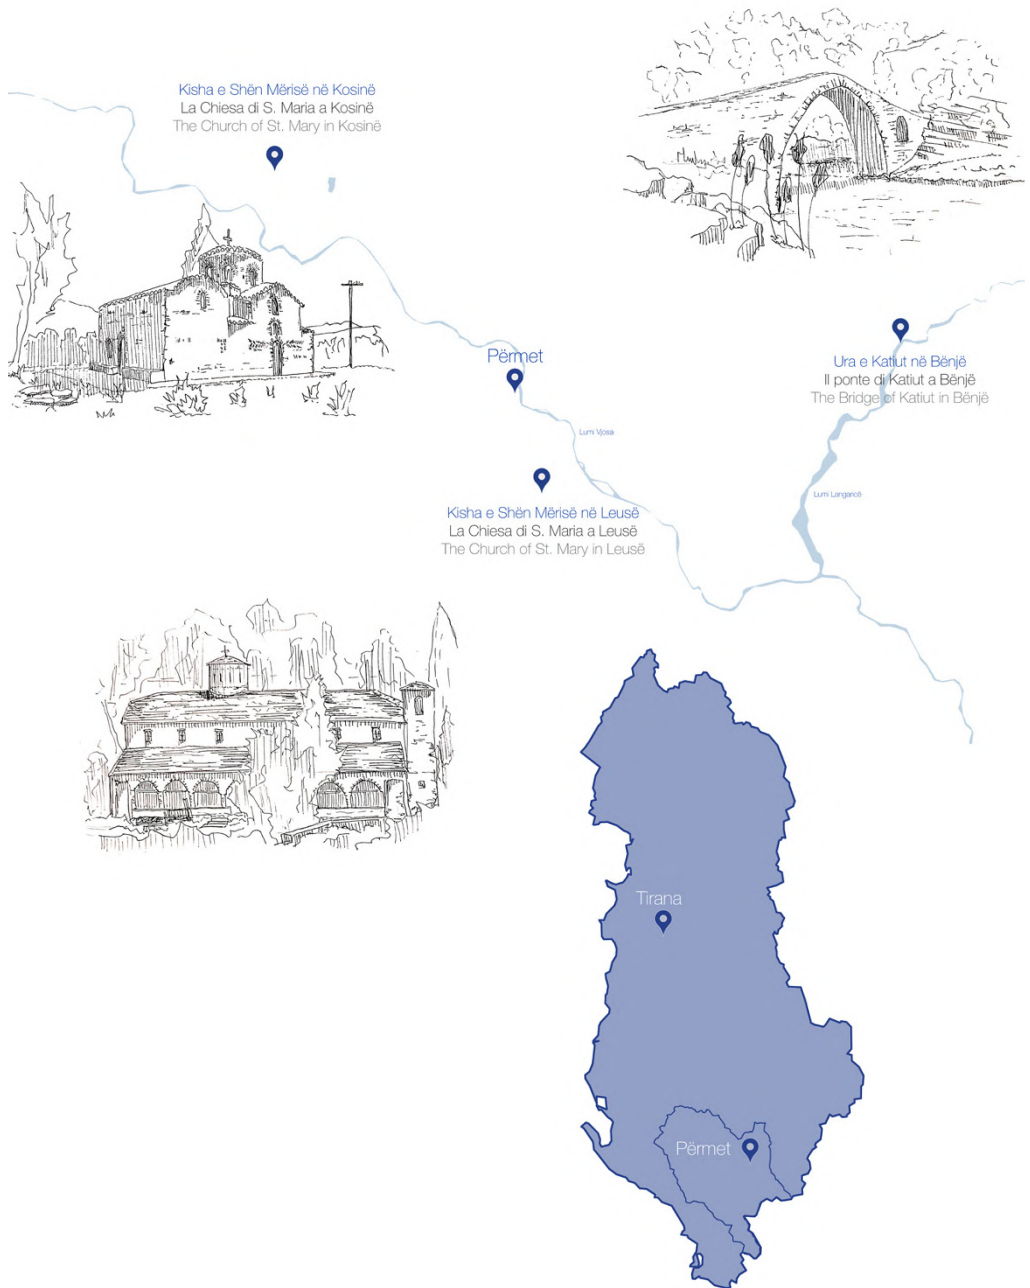 Kisha e Shën Mërisë në Kosinë
La Chiesa di S. Maria a Kosinë
The Church of St. Mary in Kosinë
Përmet
Ura e Katiut në Bënjë
Il ponte di Katiut a Bënjë
The Bridge of Katiut in Bënjë
Lumi Vjosa
Lumi Langaricë
Kisha e Shën Mërisë në Leusë
La Chiesa di S. Maria a Leusë
The Church of St. Mary in Leusë
Tirana
Përmet